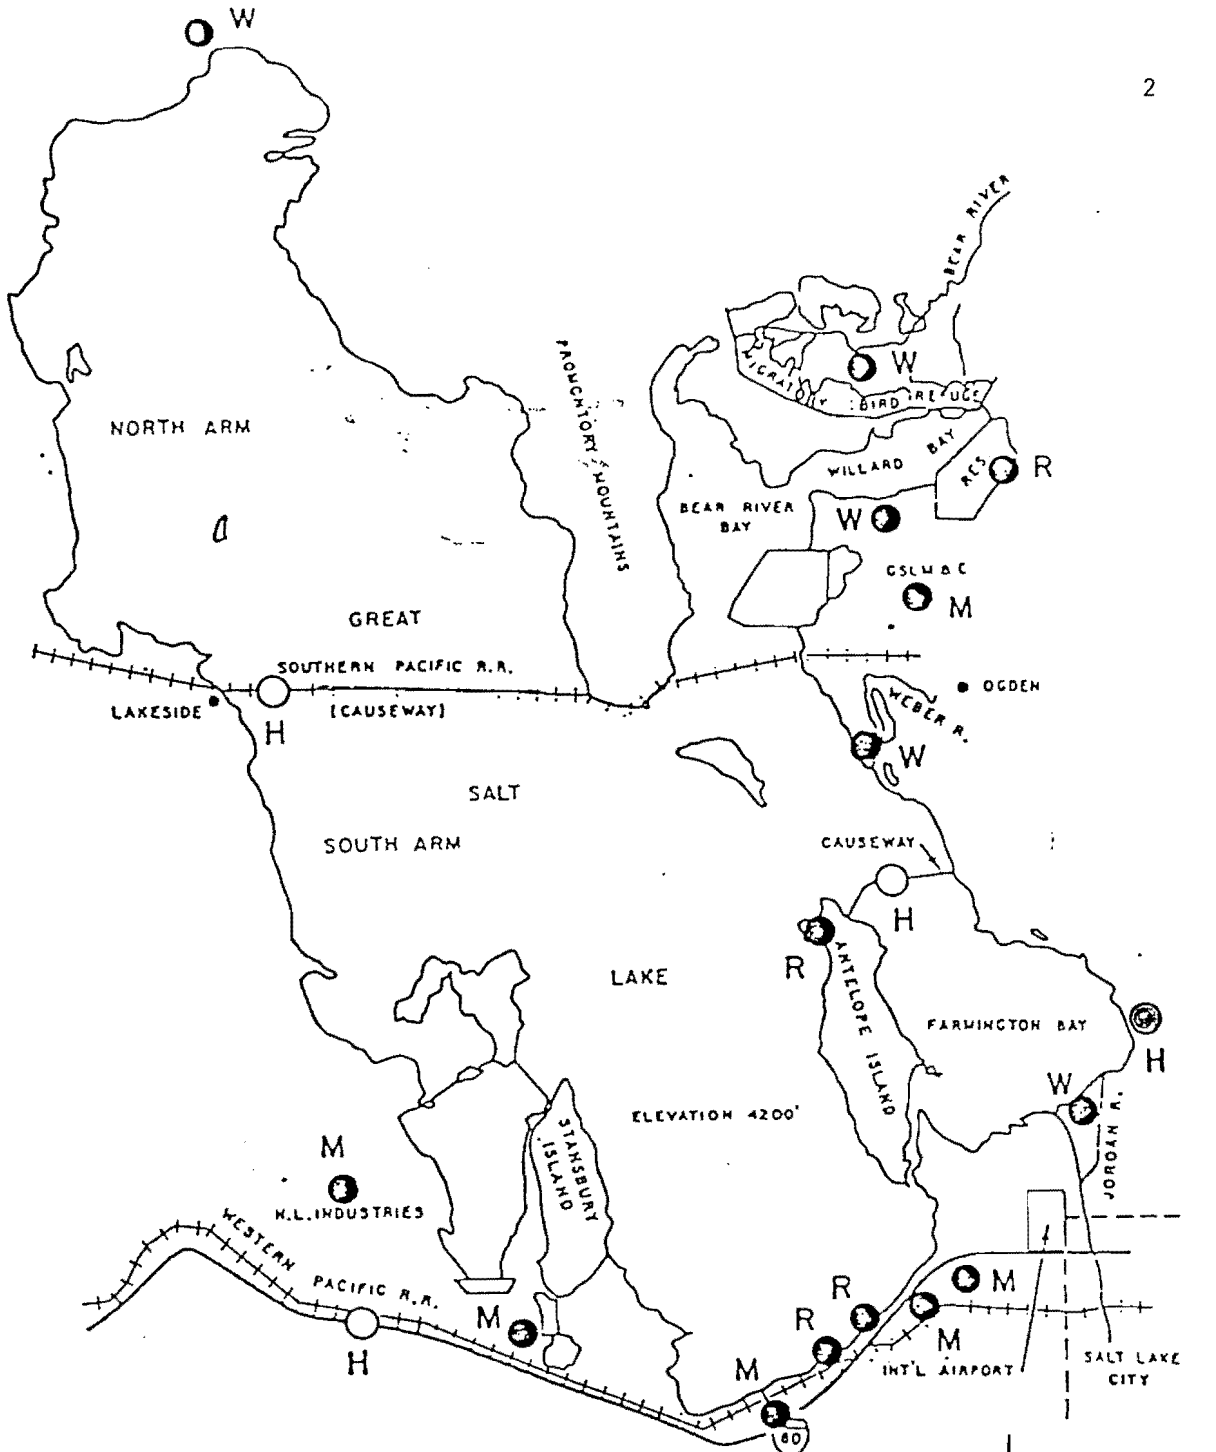 W
2
BEAR RIVER
PROMONTORY MOUNTAINS
W
MIGRATORY BIRD REFUGE
NORTH ARM
WILLARD BAY
RES
R
BEAR RIVER
BAY
W
GSLM & C
M
GREAT
SOUTHERN PACIFIC R.R.
OGDEN
LAKESIDE
[CAUSEWAY]
WEBER R.
H
W
SALT
SOUTH ARM
CAUSEWAY
H
R
LAKE
ANTELOPE ISLAND
FARMINGTON BAY
H
W
ELEVATION 4200'
JORDAN R.
STANSBURY
ISLAND
M
N.L. INDUSTRIES
WESTERN PACIFIC R.R.
M
R
M
R
M
H
M
INT'L AIRPORT
SALT LAKE
CITY
80